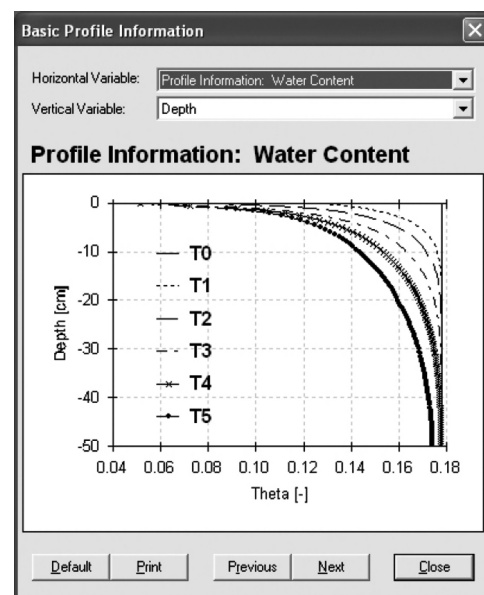 Basic Profile Information
Horizontal Variable: Profile Information: Water Content
Vertical Variable: Depth
Profile Information: Water Content
0
-10
-20
-30
-40
-50
Depth [cm]
T0
T1
T2
T3
T4
T5
0.04 0.06 0.08 0.10 0.12 0.14 0.16 0.18
Theta [-]
Default Print Previous Next Close